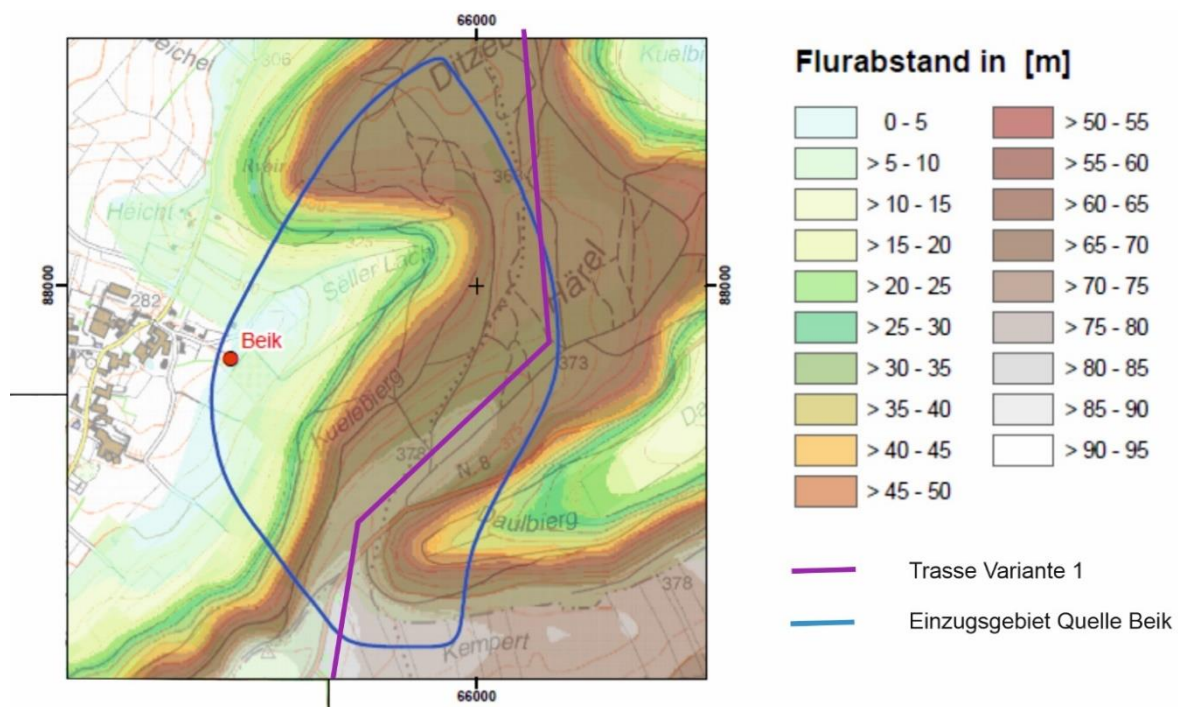 66000
Flurabstand in [m]
0 - 5
> 5 - 10
> 10 - 15
> 15 - 20
> 20 - 25
> 25 - 30
> 30 - 35
> 35 - 40
> 40 - 45
> 45 - 50
> 50 - 55
> 55 - 60
> 60 - 65
> 65 - 70
> 70 - 75
> 75 - 80
> 80 - 85
> 85 - 90
> 90 - 95
Trasse Variante 1
Einzugsgebiet Quelle Beik
306
Rvoir
Heicht
Seller Lach
88000
88000
282
Beik
Härel
373
Kuelebierg
378
N. 8
Daulbierg
378
Kempert
66000